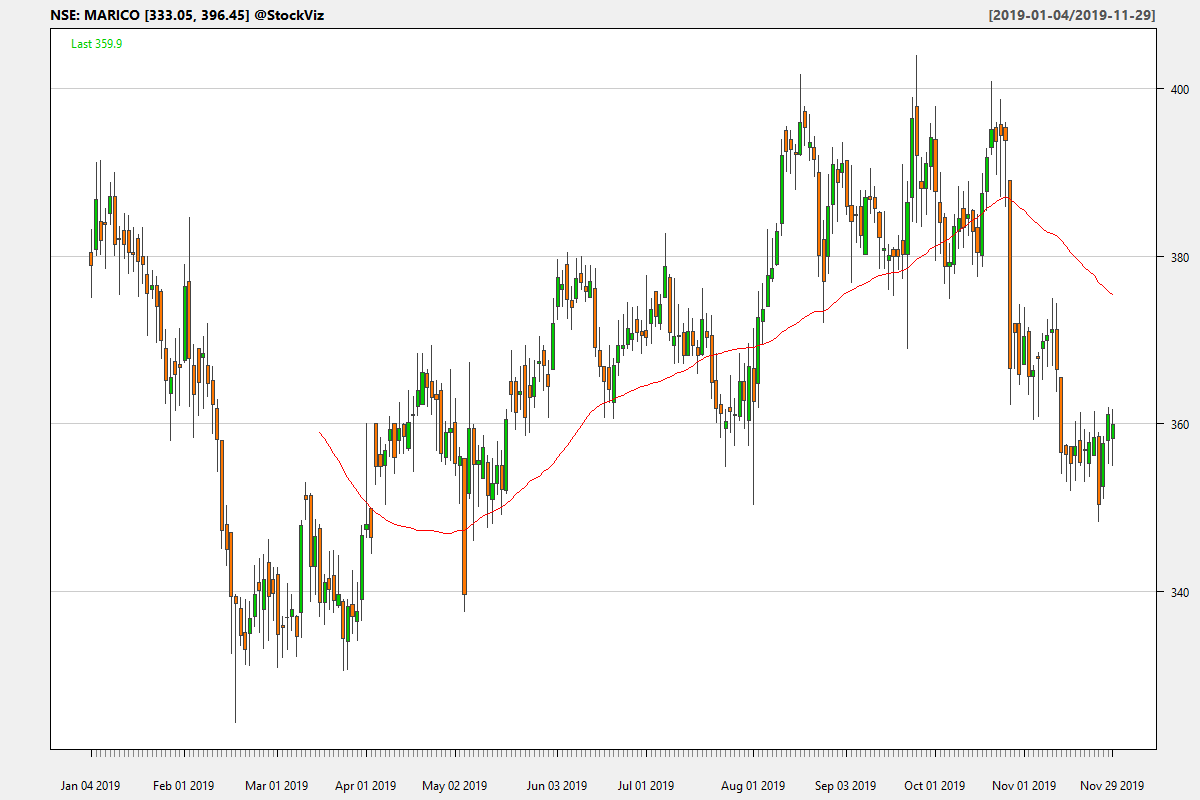 NSE: MARICO [333.05, 396.45] @StockViz [2019-01-04/2019-11-29]
Last 359.9
400
380
360
340
Jan 04 2019 Feb 01 2019 Mar 01 2019 Apr 01 2019 May 02 2019 Jun 03 2019 Jul 01 2019 Aug 01 2019 Sep 03 2019 Oct 01 2019 Nov 01 2019 Nov 29 2019